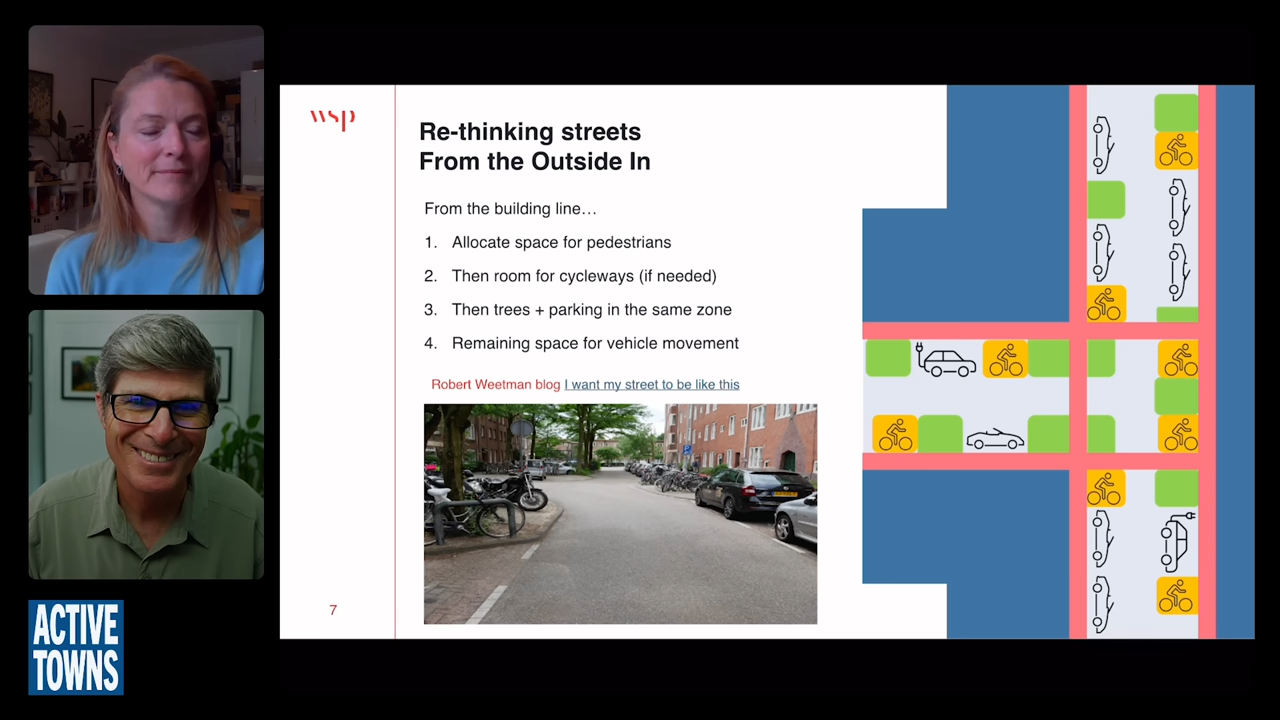 wsp
Re-thinking streets
From the Outside In
From the building line…
1. Allocate space for pedestrians
2. Then room for cycleways (if needed)
3. Then trees + parking in the same zone
4. Remaining space for vehicle movement
Robert Weetman blog I want my street to be like this
7
ACTIVE
TOWNS